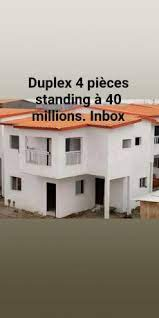 Duplex 4 pièces
standing à 40
millions. Inbox